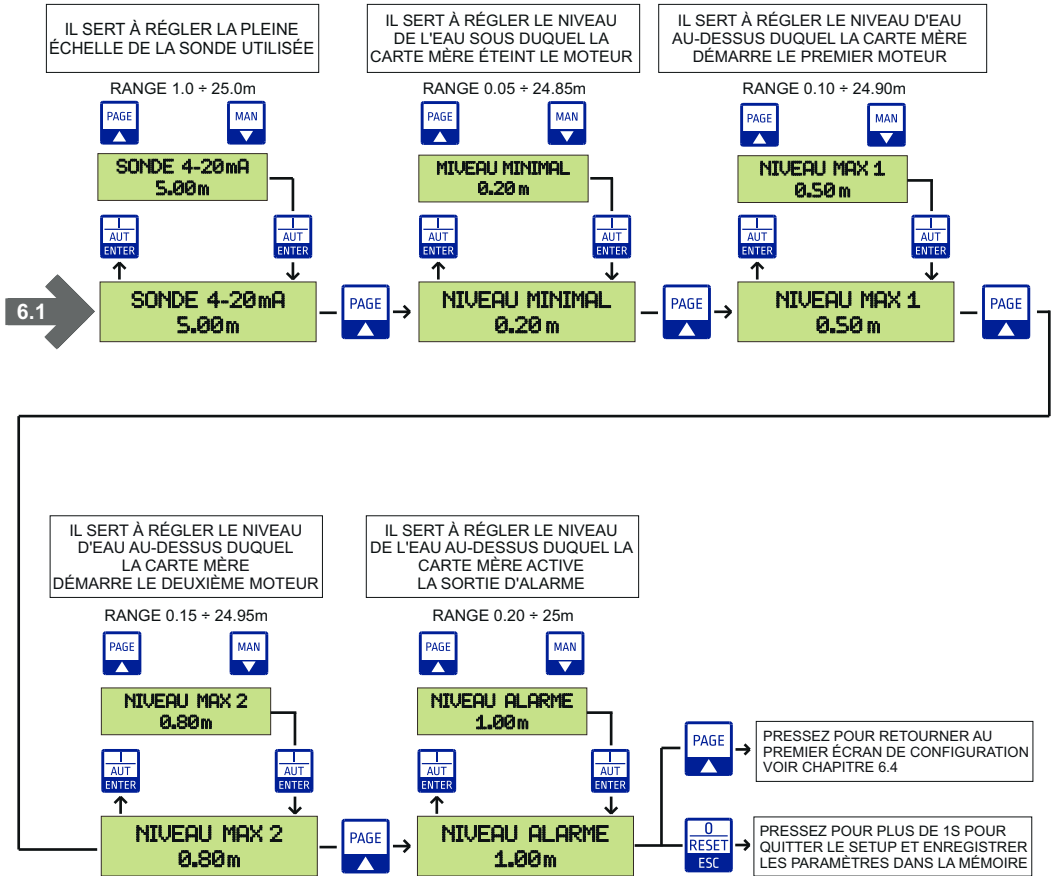 IL SERT À RÉGLER LA PLEINE
ÉCHELLE DE LA SONDE UTILISÉE
RANGE 1.0 ÷ 25.0m
PAGE
MAN
SONDE 4-20mA
5.00m
AUT
ENTER
AUT
ENTER
6.1
SONDE 4-20mA
5.00m
PAGE
IL SERT À RÉGLER LE NIVEAU
DE L'EAU SOUS DUQUEL LA
CARTE MÈRE ÉTEINT LE MOTEUR
RANGE 0.05 ÷ 24.85m
PAGE
MAN
MIVEAU MINIMAL
0.20 m
I
AUT
ENTER
I
AUT
ENTER
NIVEAU MINIMAL
0.20 m
PAGE
IL SERT À RÉGLER LE NIVEAU D'EAU
AU-DESSUS DUQUEL LA CARTE MÈRE
DÉMARRE LE PREMIER MOTEUR
RANGE 0.10 ÷ 24.90m
PAGE
MAN
NIVEAU MAX 1
0.50 m
I
AUT
ENTER
I
AUT
ENTER
NIVEAU MAX 1
0.50 m
PAGE
IL SERT À RÉGLER LE NIVEAU
D'EAU AU-DESSUS DUQUEL
LA CARTE MÈRE
DÉMARRE LE DEUXIÈME MOTEUR
RANGE 0.15 ÷ 24.95m
PAGE
MAN
NIVEAU MAX 2
0.80m
I
AUT
ENTER
I
AUT
ENTER
NIVEAU MAX 2
0.80m
PAGE
IL SERT À RÉGLER LE NIVEAU
DE L'EAU AU-DESSUS DUQUEL LA
CARTE MÈRE ACTIVE
LA SORTIE D'ALARME
RANGE 0.20 ÷ 25m
PAGE
MAN
NIVEAU ALARME
1.00m
I
AUT
ENTER
I
AUT
ENTER
NIVEAU ALARME
1.00m
PAGE
PRESSEZ POUR RETOURNER AU
PREMIER ÉCRAN DE CONFIGURATION
VOIR CHAPITRE 6.4
0
RESET
ESC
PRESSEZ POUR PLUS DE 1S POUR
QUITTER LE SETUP ET ENREGISTRER
LES PARAMÈTRES DANS LA MÉMOIRE